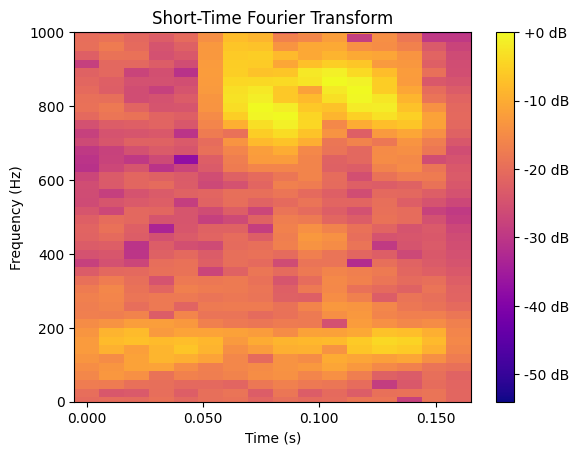 Short-Time Fourier Transform
1000
800
600
400
200
0
Frequency (Hz)
0.000
0.050
0.100
0.150
Time (s)
+0 dB
-10 dB
-20 dB
-30 dB
-40 dB
-50 dB